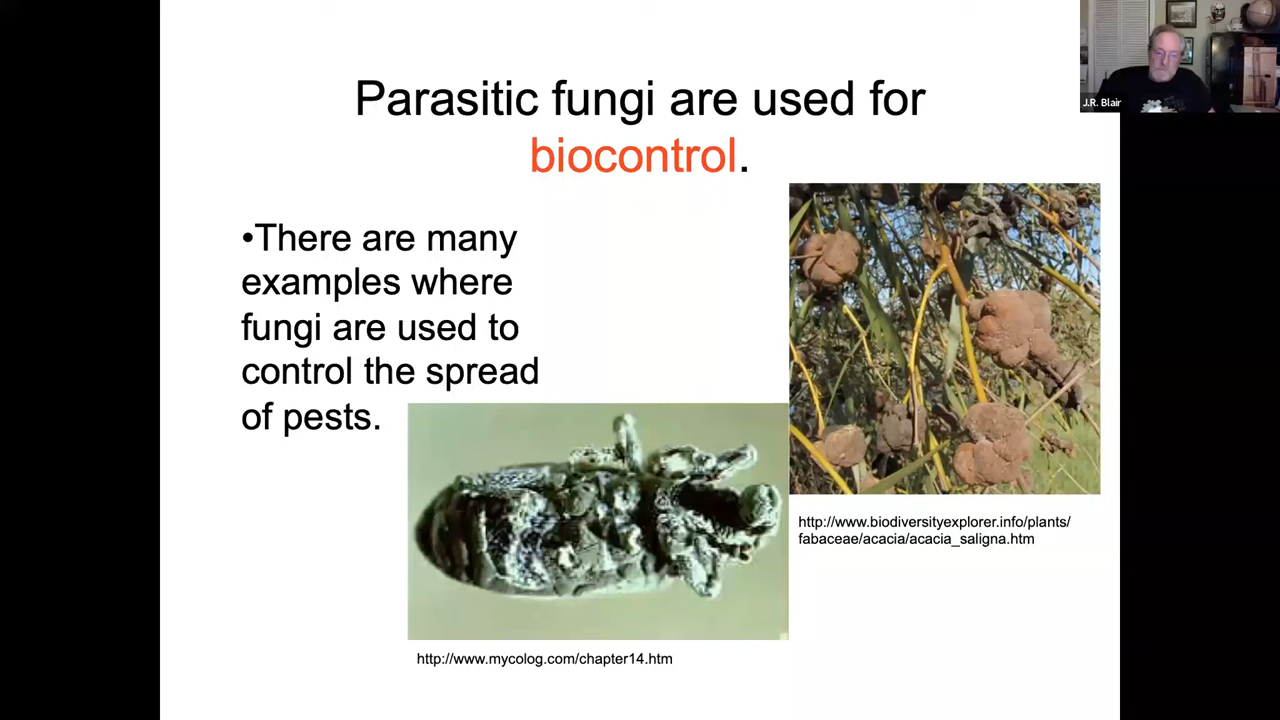 Parasitic fungi are used for
biocontrol.
•There are many
examples where
fungi are used to
control the spread
of pests.
http://www.biodiversityexplorer.info/plants/
fabaceae/acacia/acacia_saligna.htm
http://www.mycolog.com/chapter14.htm
J.R. Blair